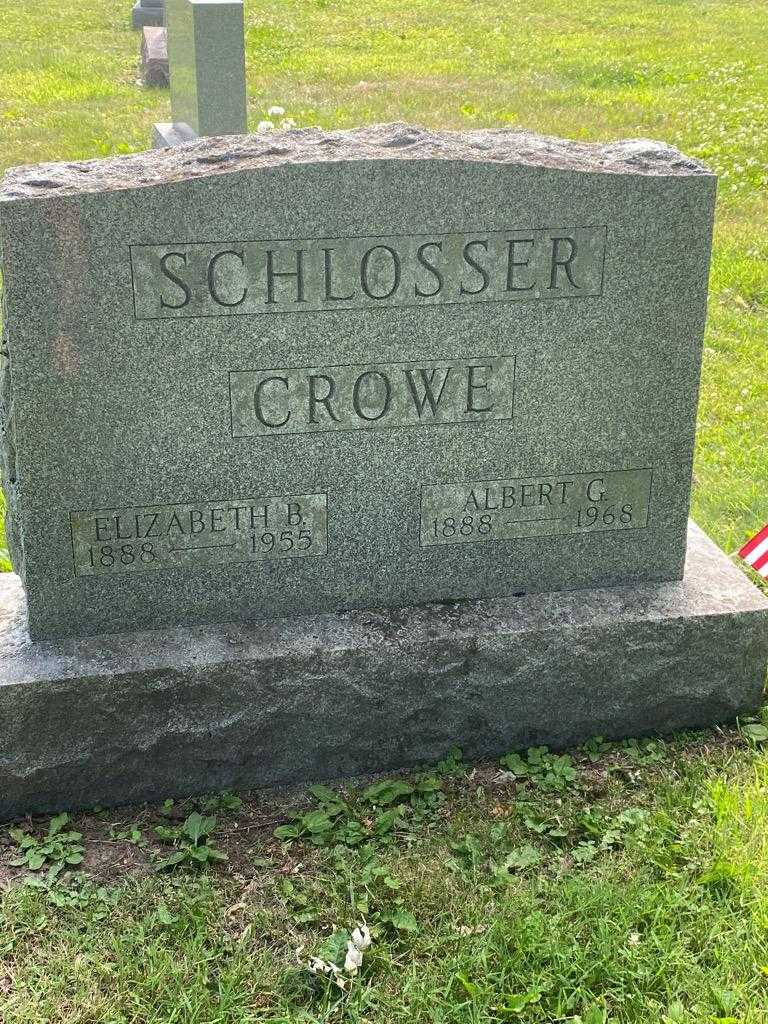 SCHLOSSER
CROWE
ELIZABETH B.
1888 — 1955
ALBERT G.
1888 — 1968